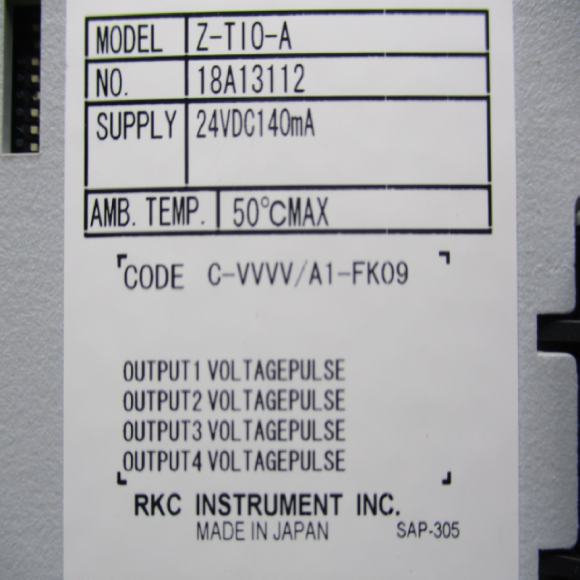 MODEL Z-TIO-A
NO. 18A13112
SUPPLY 24VDC140mA
AMB. TEMP. 50°CMAX
CODE C-VVVV/A1-FK09
OUTPUT1 VOLTAGEPULSE
OUTPUT2 VOLTAGEPULSE
OUTPUT3 VOLTAGEPULSE
OUTPUT4 VOLTAGEPULSE
RKC INSTRUMENT INC.
MADE IN JAPAN SAP-305